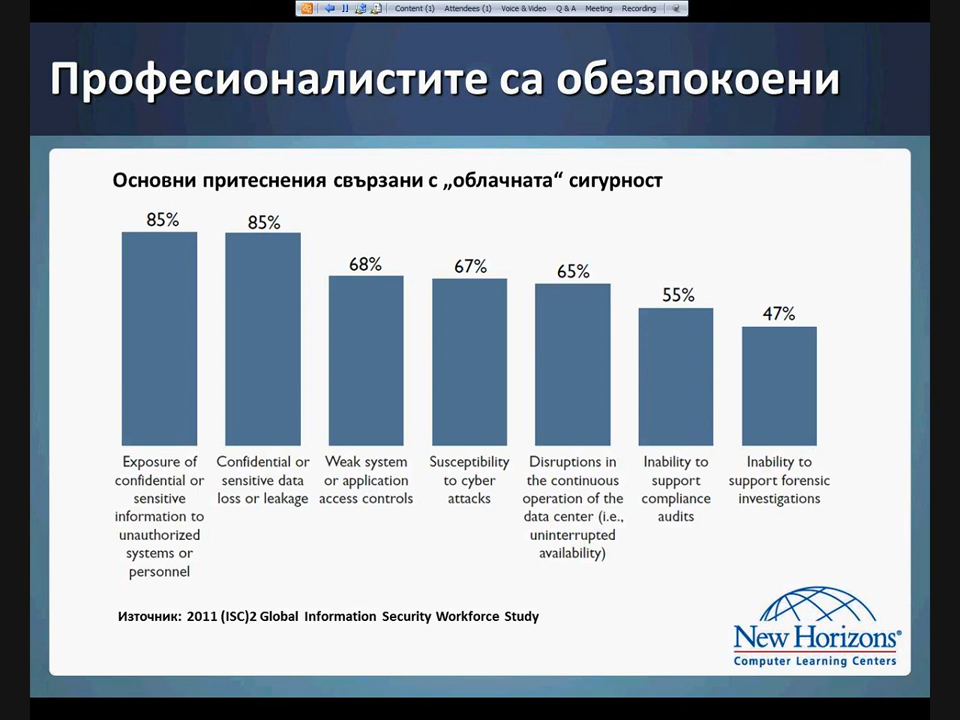 Content (1) Attendees (1) Voice & Video Q & A Meeting Recording
Професионалистите са обезпокоени
Основни притеснения свързани с „облачната“ сигурност
85%
85%
68%
67%
65%
55%
47%
Exposure of
confidential or
sensitive
information to
unauthorized
systems or
personnel
Confidential or
sensitive data
loss or leakage
Weak system
or application
access controls
Susceptibility
to cyber
attacks
Disruptions in
the continuous
operation of the
data center (i.e.,
uninterrupted
availability)
Inability to
support
compliance
audits
Inability to
support forensic
investigations
Източник: 2011 (ISC)2 Global Information Security Workforce Study
New Horizons®
Computer Learning Centers